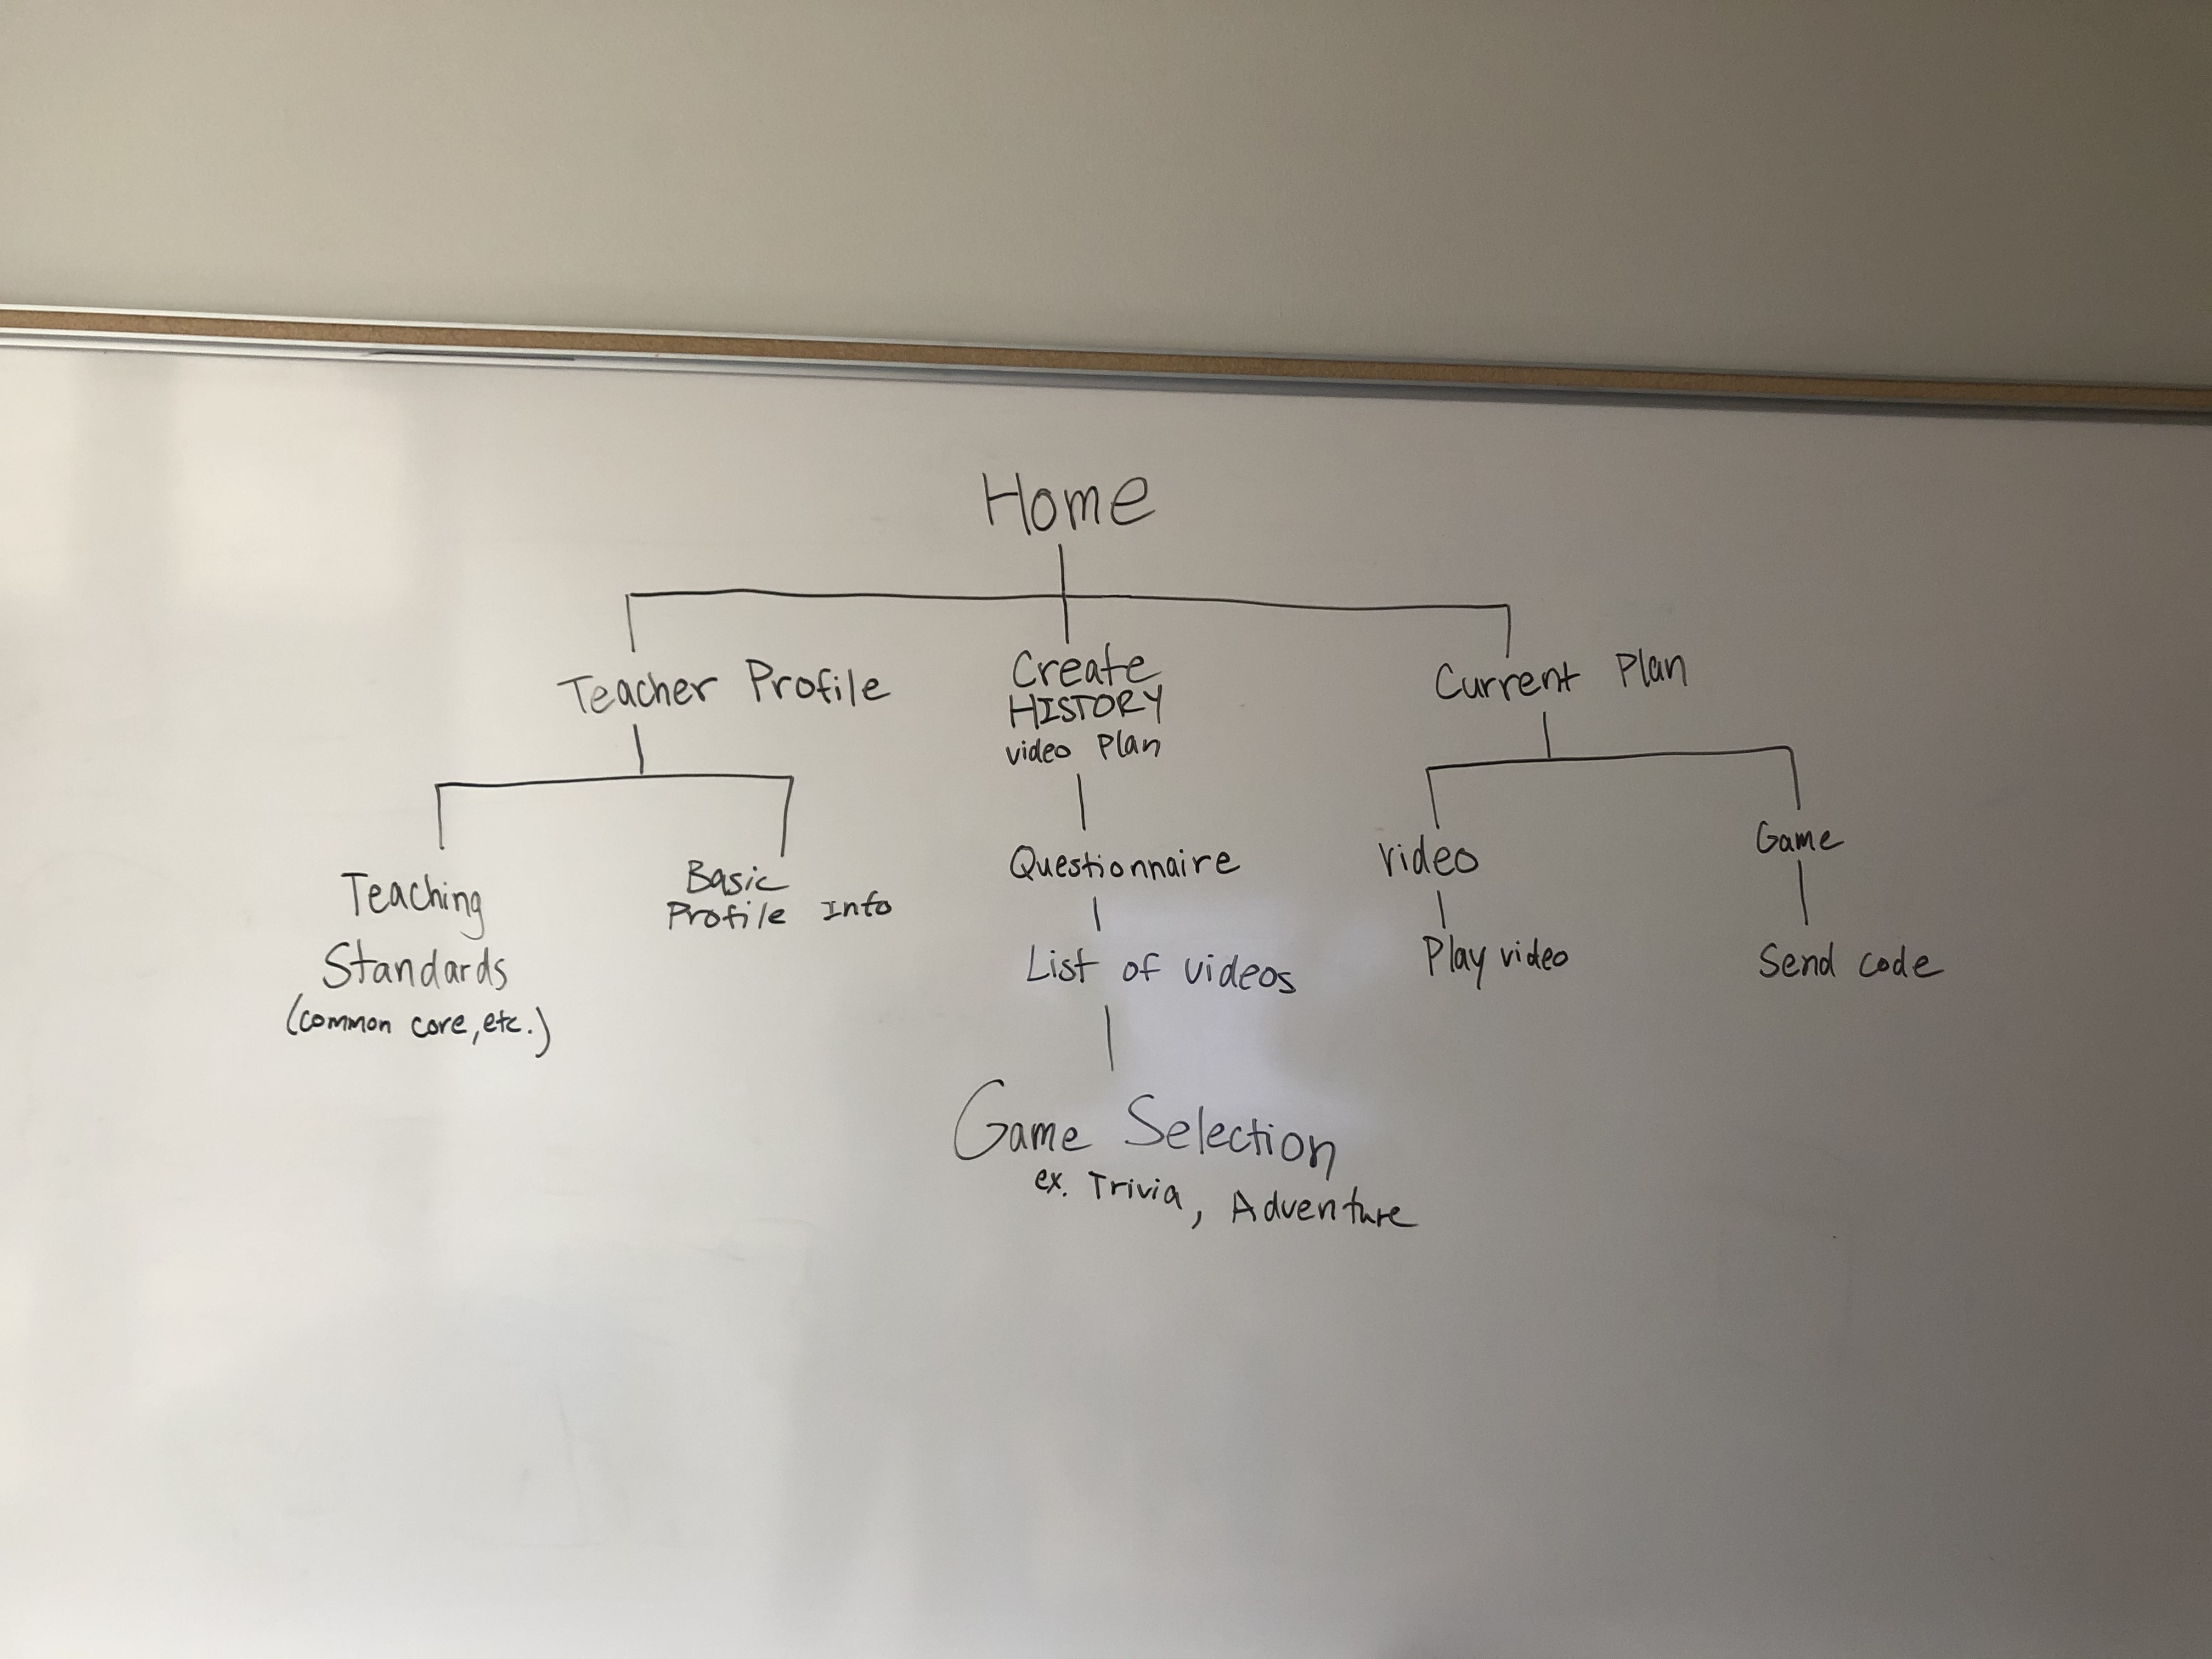 Home
Teacher Profile
Create
HISTORY
video Plan
Current Plan
Teaching
Standards
(common core, etc.)
Basic
Profile Info
Questionnaire
List of videos
Game Selection
ex. Trivia, Adventure
Video
Play video
Game
Send code